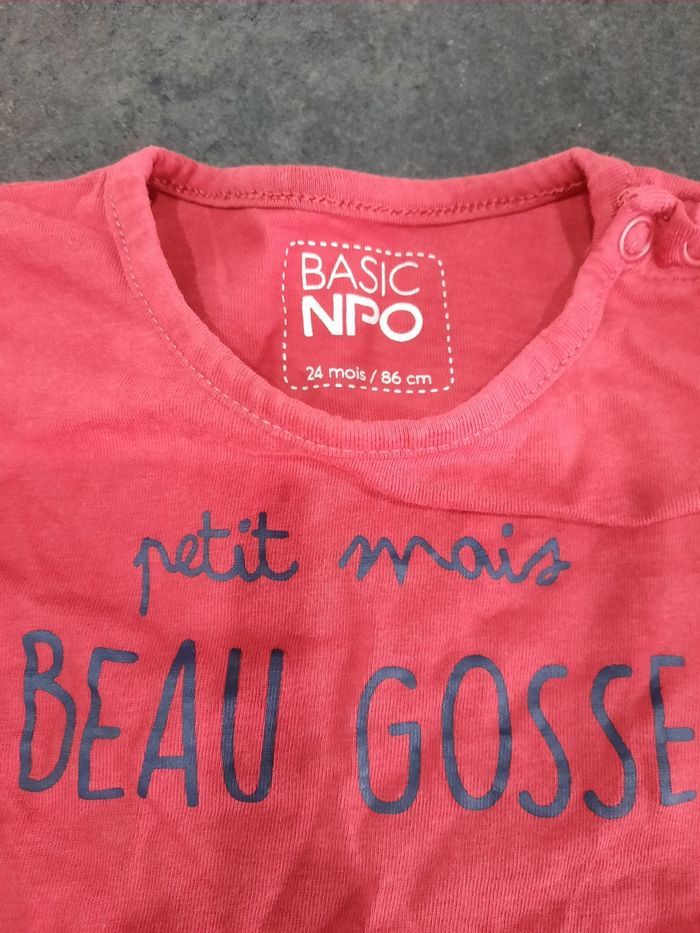 BASIC
NPO
24 mois / 86 cm
petit mais
BEAU GOSSE